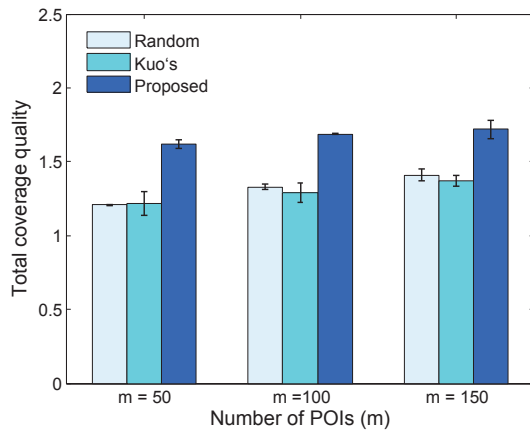 2.5
2
1.5
1
0.5
0
Total coverage quality
Random
Kuo's
Proposed
m = 50
m =100
m = 150
Number of POIs (m)